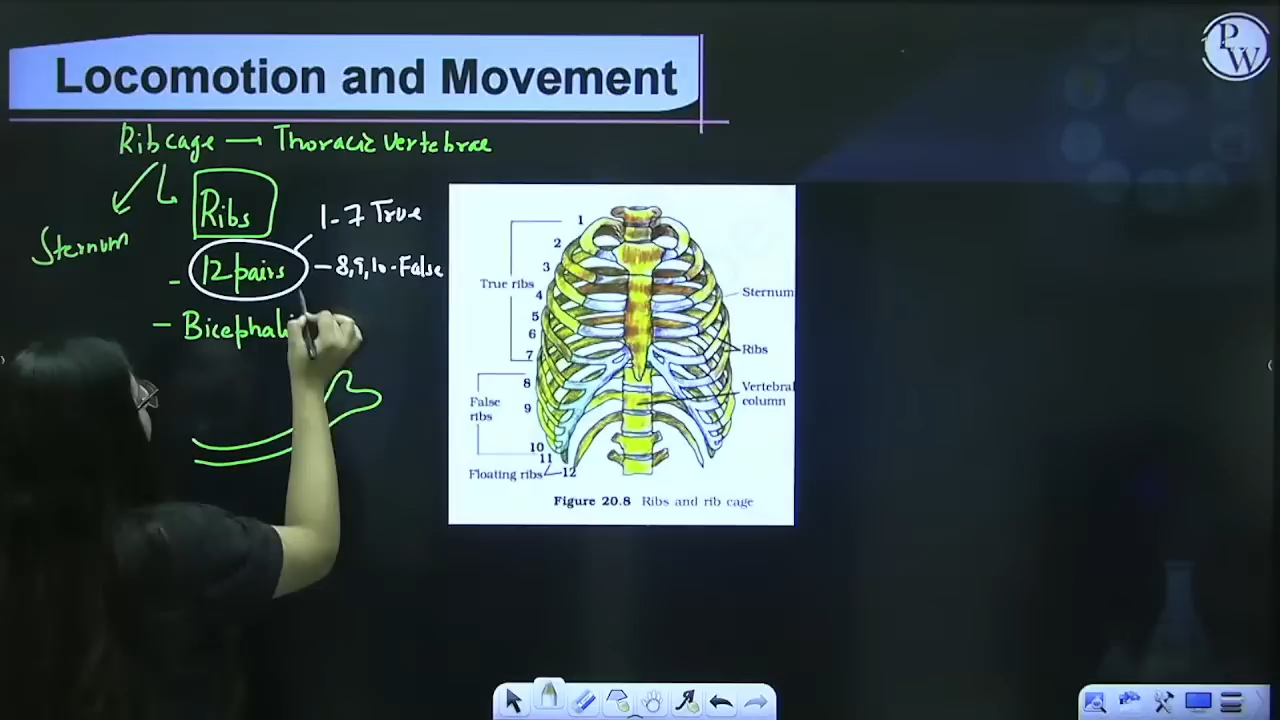 PW
Locomotion and Movement
Rib cage → Thoracic vertebrae
Ribs
Sternum
1-7 True
- 12 pairs
- 8,9,10 - False
- Bicephali
1
2
3
True ribs
4
5
6
7
8
False
ribs
9
10
11
Floating ribs
12
Sternum
Ribs
Vertebral
column
Figure 20.8 Ribs and rib cage